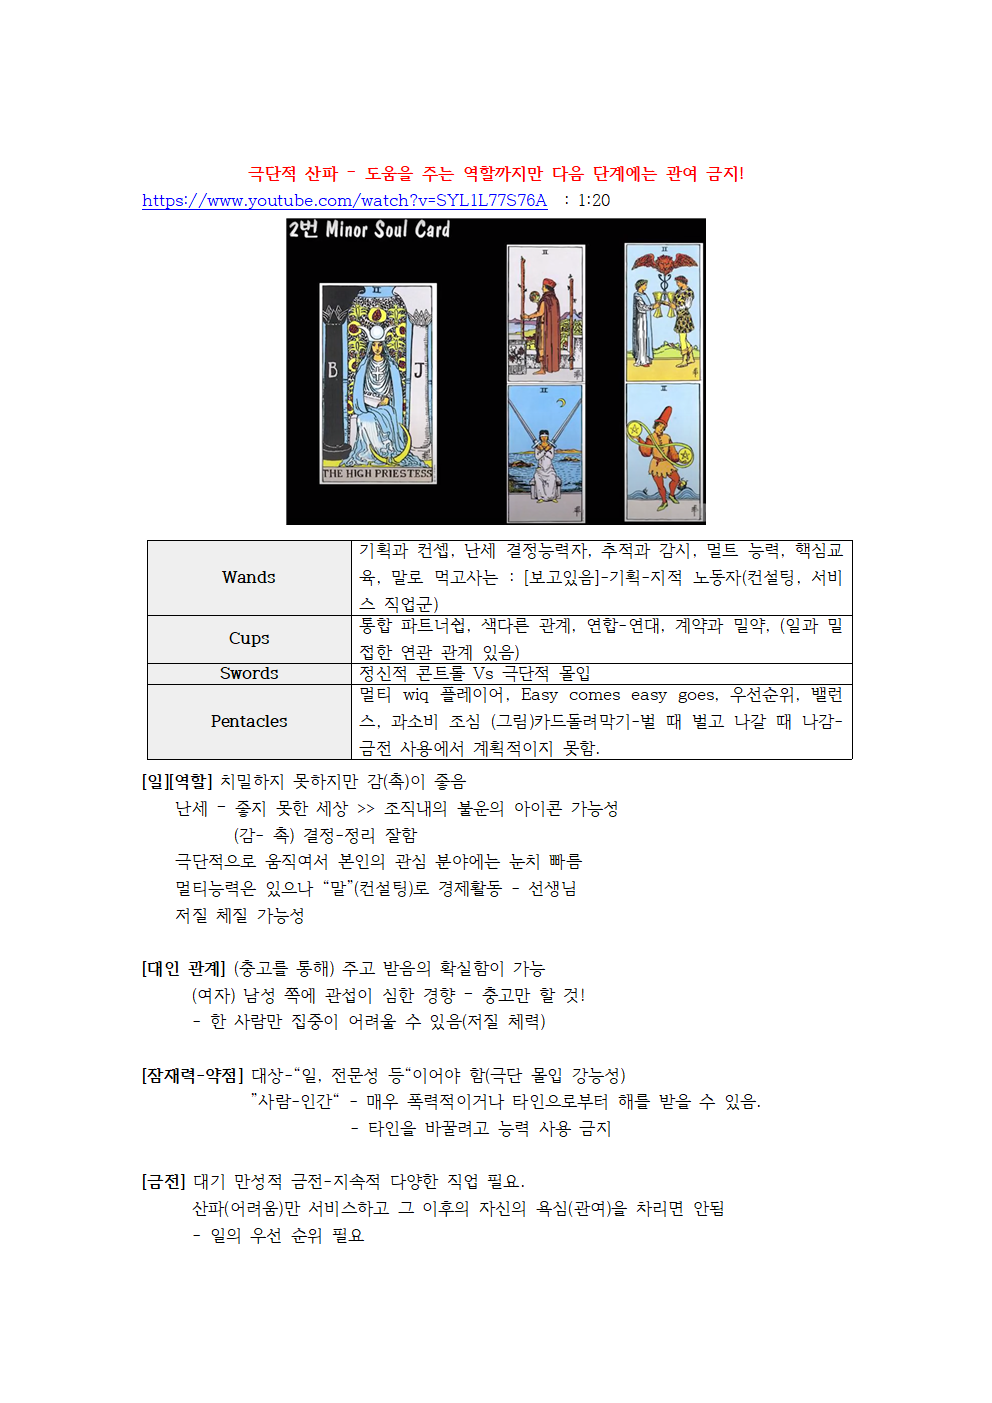 극단적 산파 - 도움을 주는 역할까지만 다음 단계에는 관여 금지!
https://www.youtube.com/watch?v=SYL1L77S76A : 1:20
2번 Minor Soul Card
II
B J
THE HIGH PRIESTESS
II
II
II
II
Wands
기획과 컨셉, 난세 결정능력자, 추적과 감시, 멀트 능력, 핵심교
육, 말로 먹고사는 : [보고있음]-기획-지적 노동자(컨설팅, 서비
스 직업군)
Cups
통합 파트너쉽, 색다른 관계, 연합-연대, 계약과 밀약, (일과 밀
접한 연관 관계 있음)
Swords
정신적 콘트롤 Vs 극단적 몰입
Pentacles
멀티 wiq 플레이어, Easy comes easy goes, 우선순위, 밸런
스, 과소비 조심 (그림)카드돌려막기-벌 때 벌고 나갈 때 나감-
금전 사용에서 계획적이지 못함.
[일][역할] 치밀하지 못하지만 감(촉)이 좋음
난세 - 좋지 못한 세상 >> 조직내의 불운의 아이콘 가능성
(감- 촉) 결정-정리 잘함
극단적으로 움직여서 본인의 관심 분야에는 눈치 빠름
멀티능력은 있으나 “말”(컨설팅)로 경제활동 - 선생님
저질 체질 가능성
[대인 관계] (충고를 통해) 주고 받음의 확실함이 가능
(여자) 남성 쪽에 관섭이 심한 경향 - 충고만 할 것!
- 한 사람만 집중이 어려울 수 있음(저질 체력)
[잠재력-약점] 대상-“일, 전문성 등“이어야 함(극단 몰입 강능성)
”사람-인간“ - 매우 폭력적이거나 타인으로부터 해를 받을 수 있음.
- 타인을 바꿀려고 능력 사용 금지
[금전] 대기 만성적 금전-지속적 다양한 직업 필요.
산파(어려움)만 서비스하고 그 이후의 자신의 욕심(관여)을 차리면 안됨
- 일의 우선 순위 필요